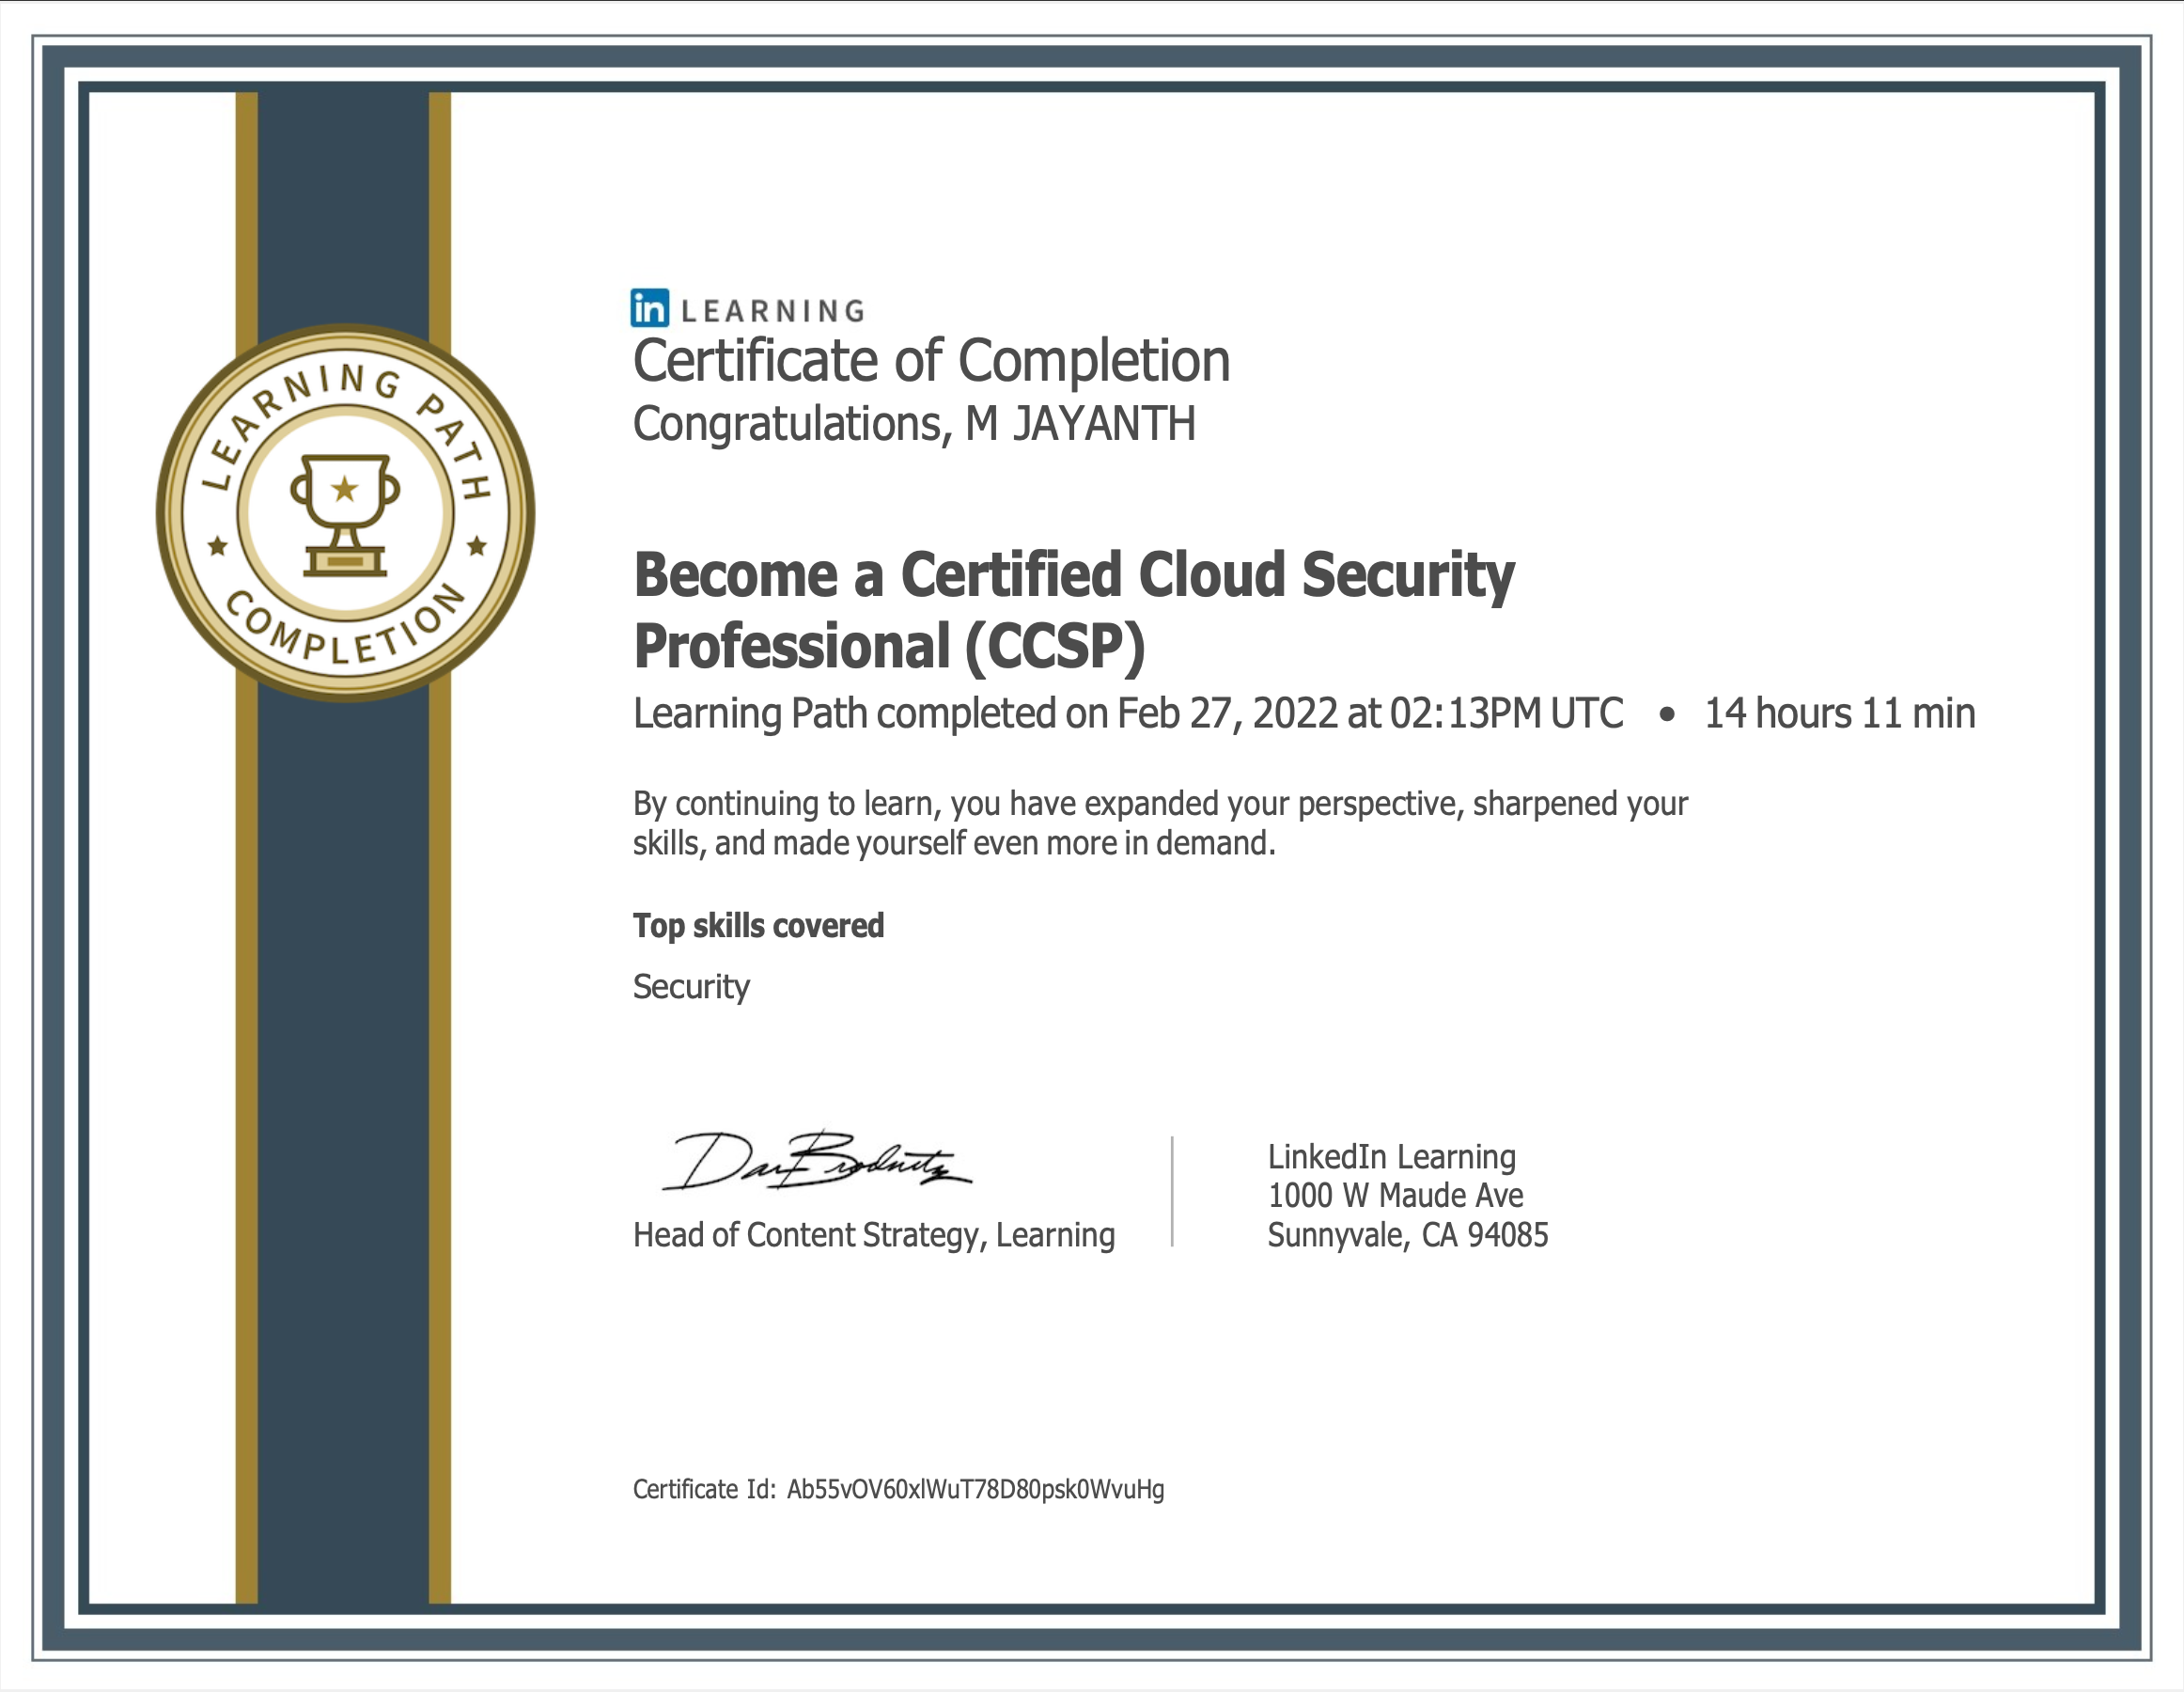 LEARNING PATH
COMPLETION
in LEARNING
Certificate of Completion
Congratulations, M JAYANTH
Become a Certified Cloud Security
Professional (CCSP)
Learning Path completed on Feb 27, 2022 at 02:13PM UTC • 14 hours 11 min
By continuing to learn, you have expanded your perspective, sharpened your
skills, and made yourself even more in demand.
Top skills covered
Security
Head of Content Strategy, Learning
LinkedIn Learning
1000 W Maude Ave
Sunnyvale, CA 94085
Certificate Id: Ab55vOV60xlWuT78D80psk0WvuHg